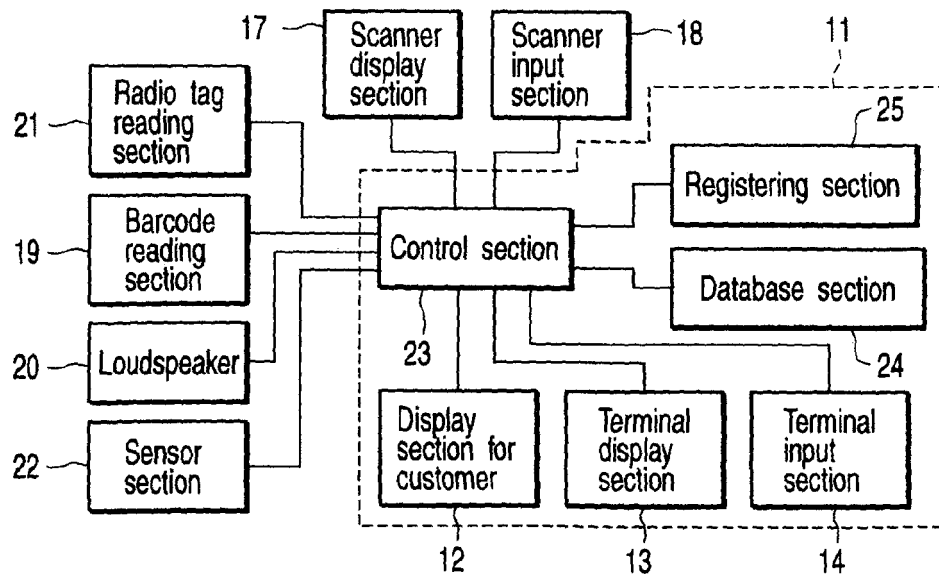 17
Scanner
display
section
Scanner
input
section
18
11
21
Radio tag
reading
section
25
Registering section
19
Barcode
reading
section
Control section
23
Database section
24
20
Loudspeaker
22
Sensor
section
Display
section for
customer
12
Terminal
display
section
13
Terminal
input
section
14